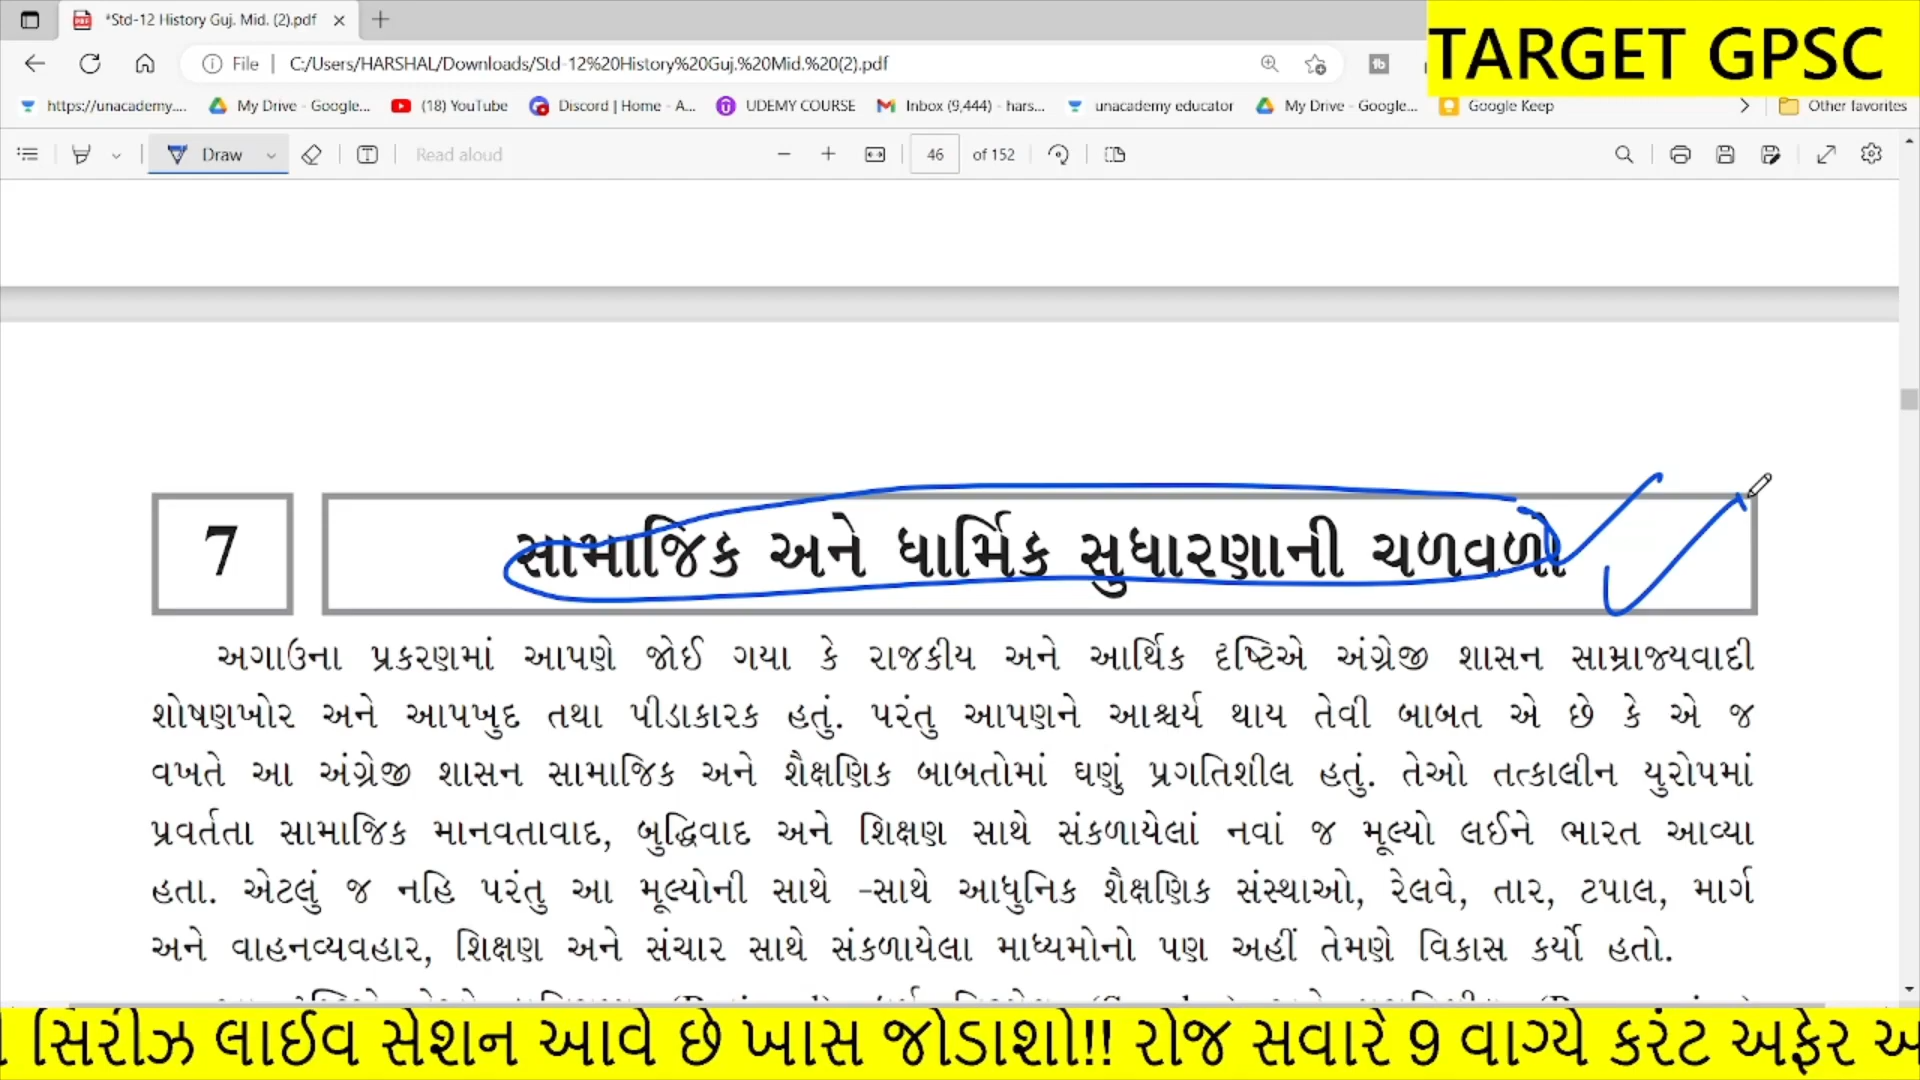 *Std-12 History Guj. Mid. (2).pdf
TARGET GPSC
File
C:/Users/HARSHAL/Downloads/Std-12%20History%20Guj.%20Mid.%20(2).pdf
https://unacademy....
My Drive - Google...
(18) YouTube
Discord | Home - A...
UDEMY COURSE
Inbox (9,444) - hars...
unacademy educator
My Drive - Google...
Google Keep
Other favorites
Draw
Read aloud
46 of 152
7
સામાજિક અને ધાર્મિક સુધારણાની ચળવળો
અગાઉના પ્રકરણમાં આપણે જોઈ ગયા કે રાજકીય અને આર્થિક દૃષ્ટિએ અંગ્રેજી શાસન સામ્રાજ્યવાદી
શોષણખોર અને આપખુદ તથા પીડાકારક હતું. પરંતુ આપણને આશ્ચર્ય થાય તેવી બાબત એ છે કે એ જ
વખતે આ અંગ્રેજી શાસન સામાજિક અને શૈક્ષણિક બાબતોમાં ઘણું પ્રગતિશીલ હતું. તેઓ તત્કાલીન યુરોપમાં
પ્રવર્તતા સામાજિક માનવતાવાદ, બુદ્ધિવાદ અને શિક્ષણ સાથે સંકળાયેલાં નવાં જ મૂલ્યો લઈને ભારત આવ્યા
હતા. એટલું જ નહિ પરંતુ આ મૂલ્યોની સાથે -સાથે આધુનિક શૈક્ષણિક સંસ્થાઓ, રેલવે, તાર, ટપાલ, માર્ગ
અને વાહનવ્યવહાર, શિક્ષણ અને સંચાર સાથે સંકળાયેલા માધ્યમોનો પણ અહીં તેમણે વિકાસ કર્યો હતો.
સિરીઝ લાઈવ સેશન આવે છે ખાસ જોડાશો!! રોજ સવારે 9 વાગ્યે કરંટ અફેર